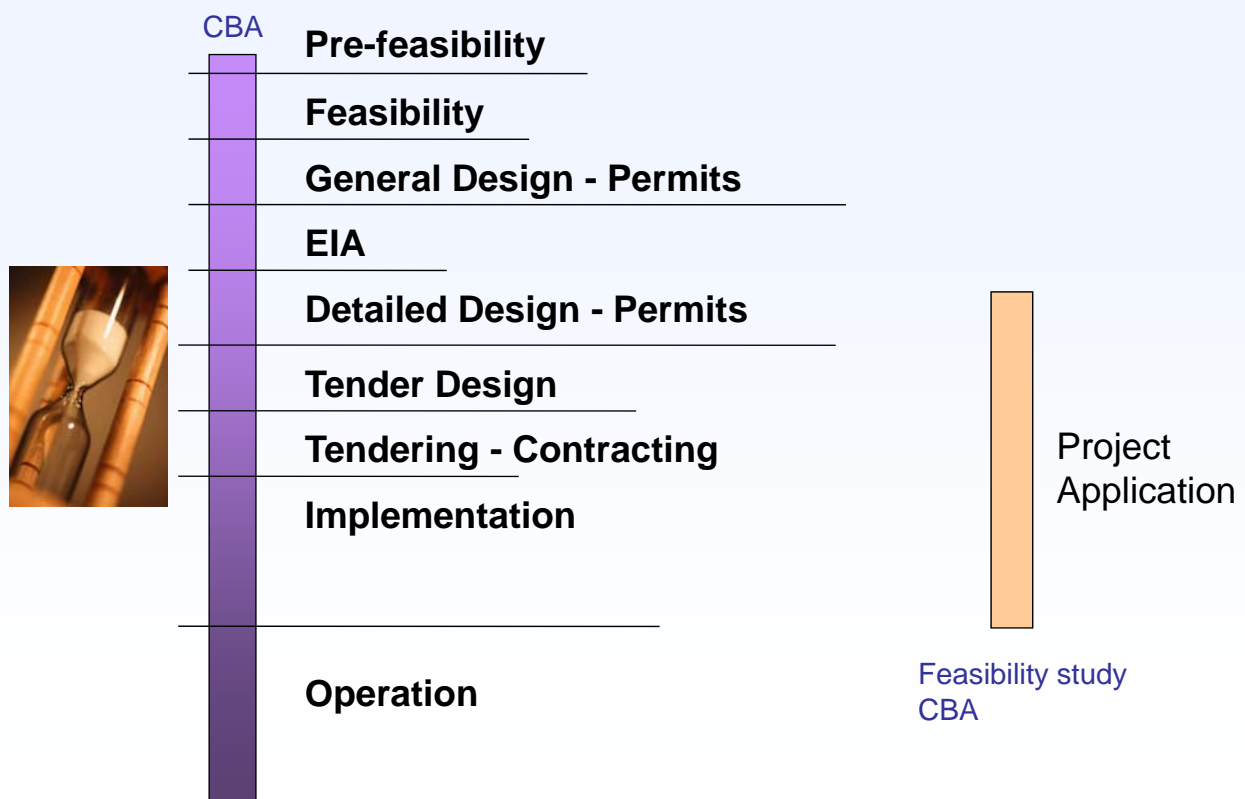 CBA
Pre-feasibility
Feasibility
General Design - Permits
EIA
Detailed Design - Permits
Tender Design
Tendering - Contracting
Implementation
Operation
Project
Application
Feasibility study
CBA